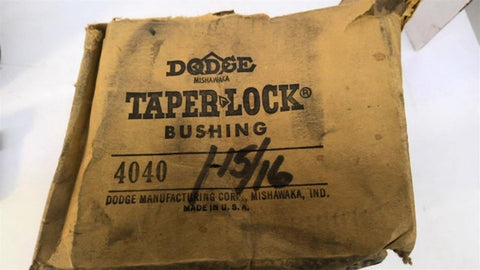 DODGE
MISHAWAKA
TAPER-LOCK®
BUSHING
4040 1-15/16
DODGE MANUFACTURING CORP., MISHAWAKA, IND.
MADE IN U.S.A.